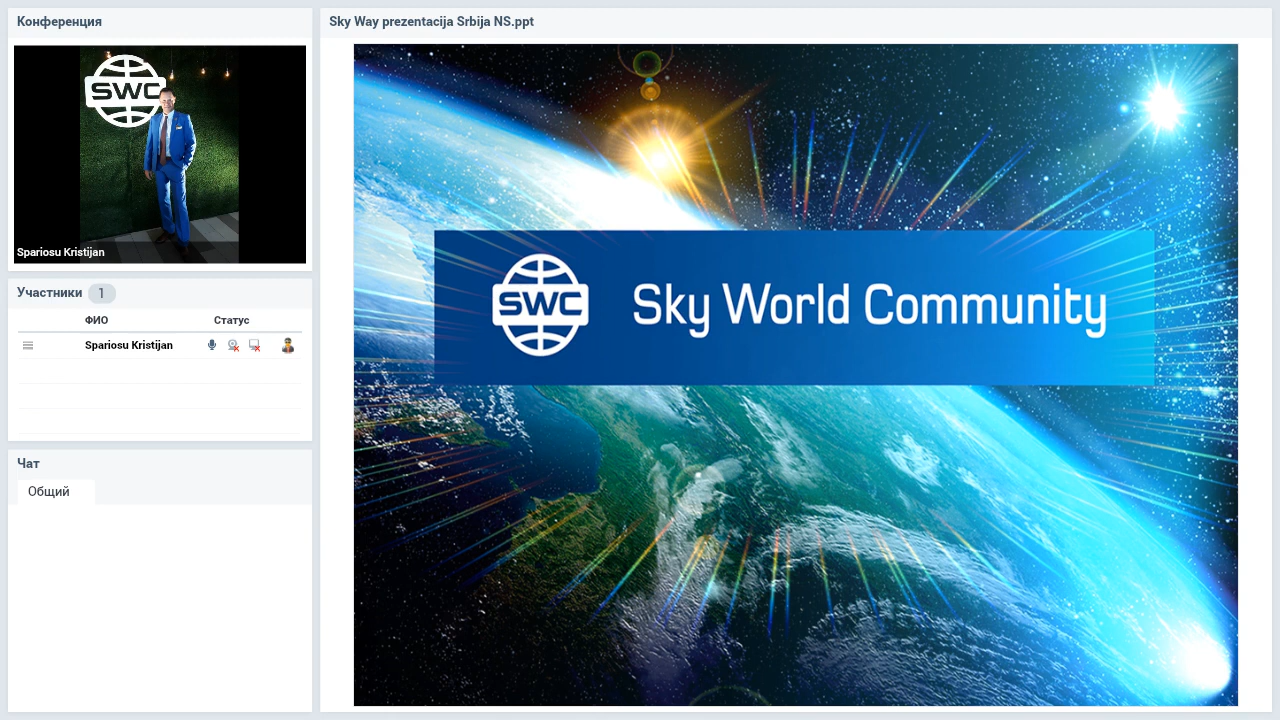 Конференция
SWC
Spariosu Kristijan
Участники 1
ФИО Статус
Spariosu Kristijan
Чат
Общий
Sky Way prezentacija Srbija NS.ppt
SWC Sky World Community